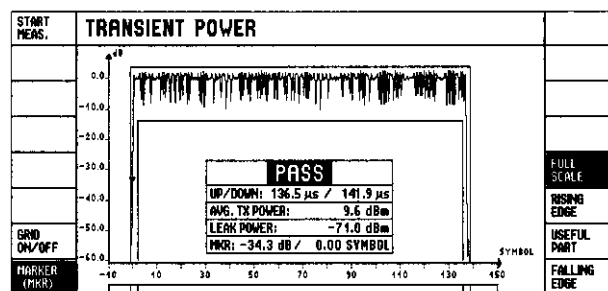 START
MEAS.
TRANSIENT POWER
dB
0.0
-10.0
-20.0
-30.0
-40.0
-50.0
-60.0
PASS
UP/DOWN: 136.5 µs / 141.9 µs
AVG. TX POWER: 9.6 dBm
LEAK POWER: -71.0 dBm
MKR: -34.3 dB / 0.00 SYMBOL
SYMBOL
-10 10 30 50 70 90 110 130 150
GRID
ON/OFF
MARKER
(MKR)
FULL
SCALE
RISING
EDGE
USEFUL
PART
FALLING
EDGE